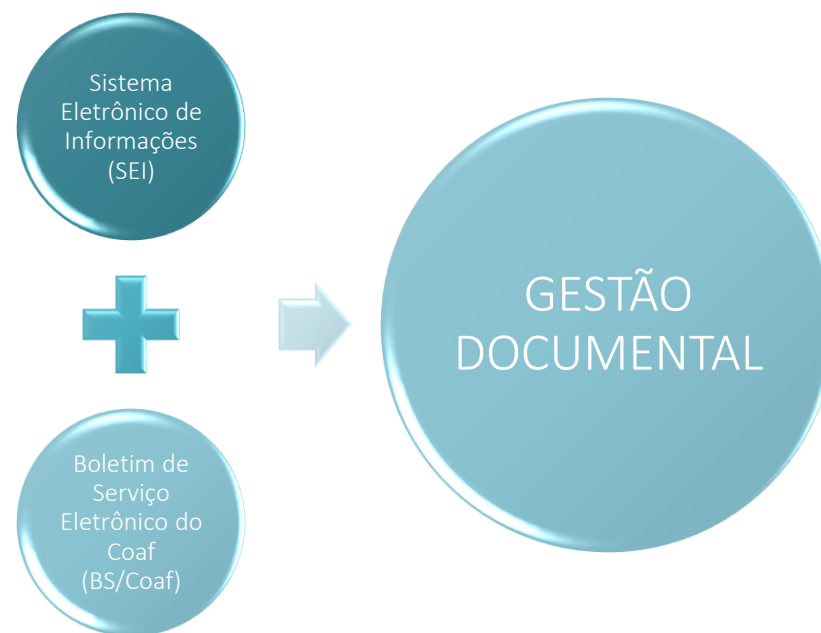 Sistema
Eletrônico de
Informações
(SEI)
Boletim de
Serviço
Eletrônico do
Coaf
(BS/Coaf)
GESTÃO
DOCUMENTAL